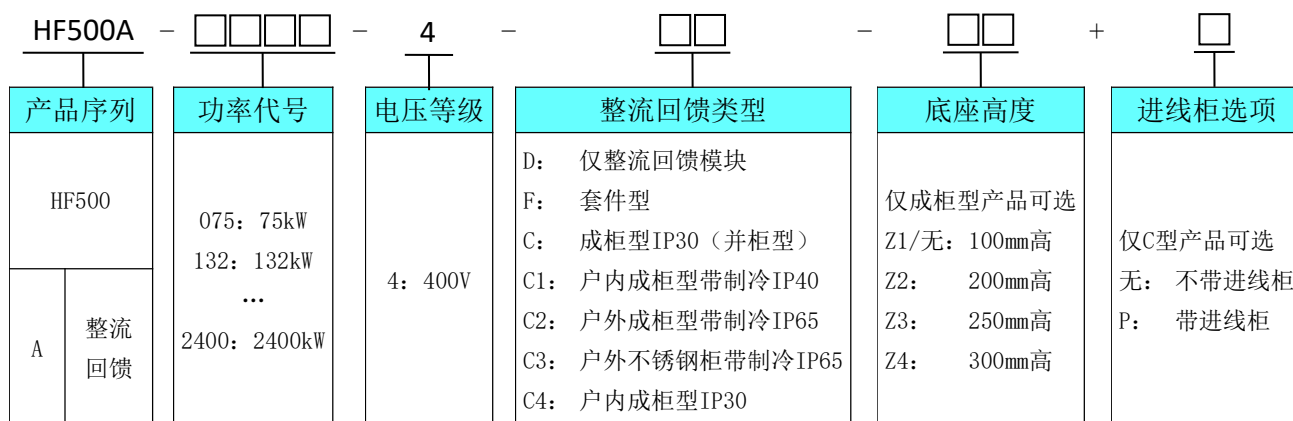 HF500A - □□□□ - 4 - □□ - □□ + □
产品序列
HF500
A
整流
回馈
功率代号
075: 75kW
132: 132kW
…
2400: 2400kW
电压等级
4: 400V
整流回馈类型
D: 仅整流回馈模块
F: 套件型
C: 成柜型IP30（并柜型）
C1: 户内成柜型带制冷IP40
C2: 户外成柜型带制冷IP65
C3: 户外不锈钢柜带制冷IP65
C4: 户内成柜型IP30
底座高度
仅成柜型产品可选
Z1/无: 100mm高
Z2: 200mm高
Z3: 250mm高
Z4: 300mm高
进线柜选项
仅C型产品可选
无: 不带进线柜
P: 带进线柜